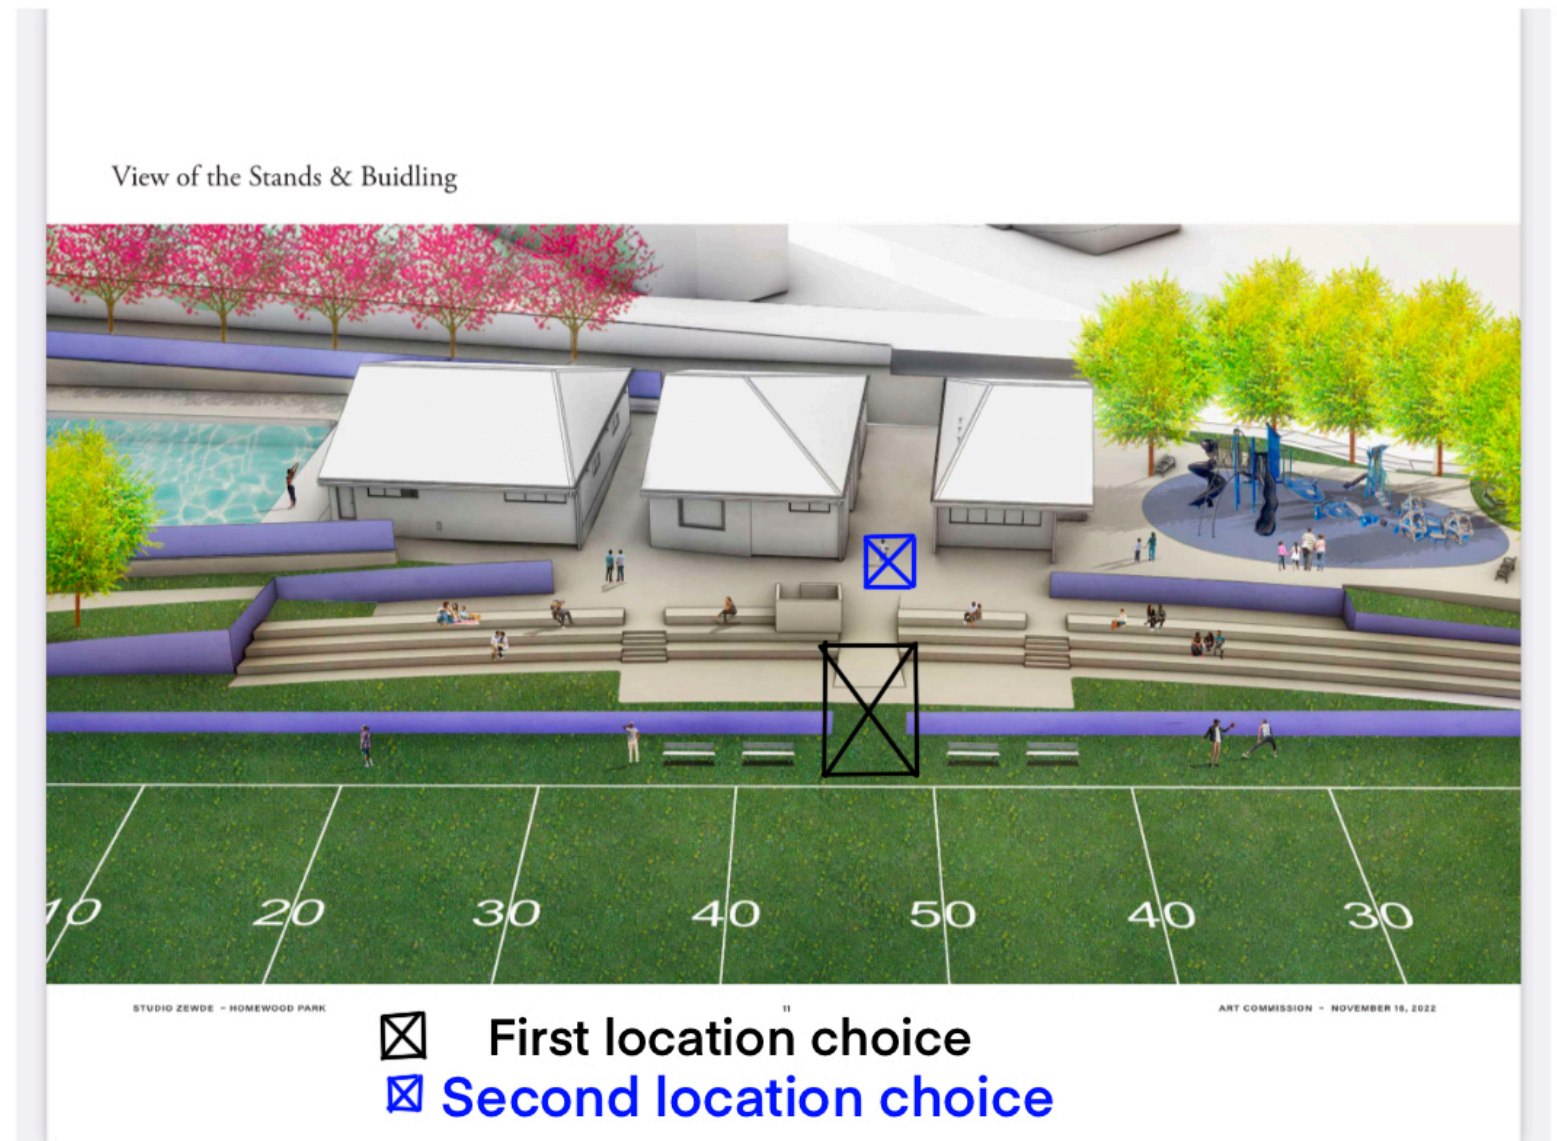 View of the Stands & Buidling
10 20 30 40 50 40 30
STUDIO ZEWDE – HOMEWOOD PARK 11 ART COMMISSION – NOVEMBER 16, 2022
First location choice
Second location choice